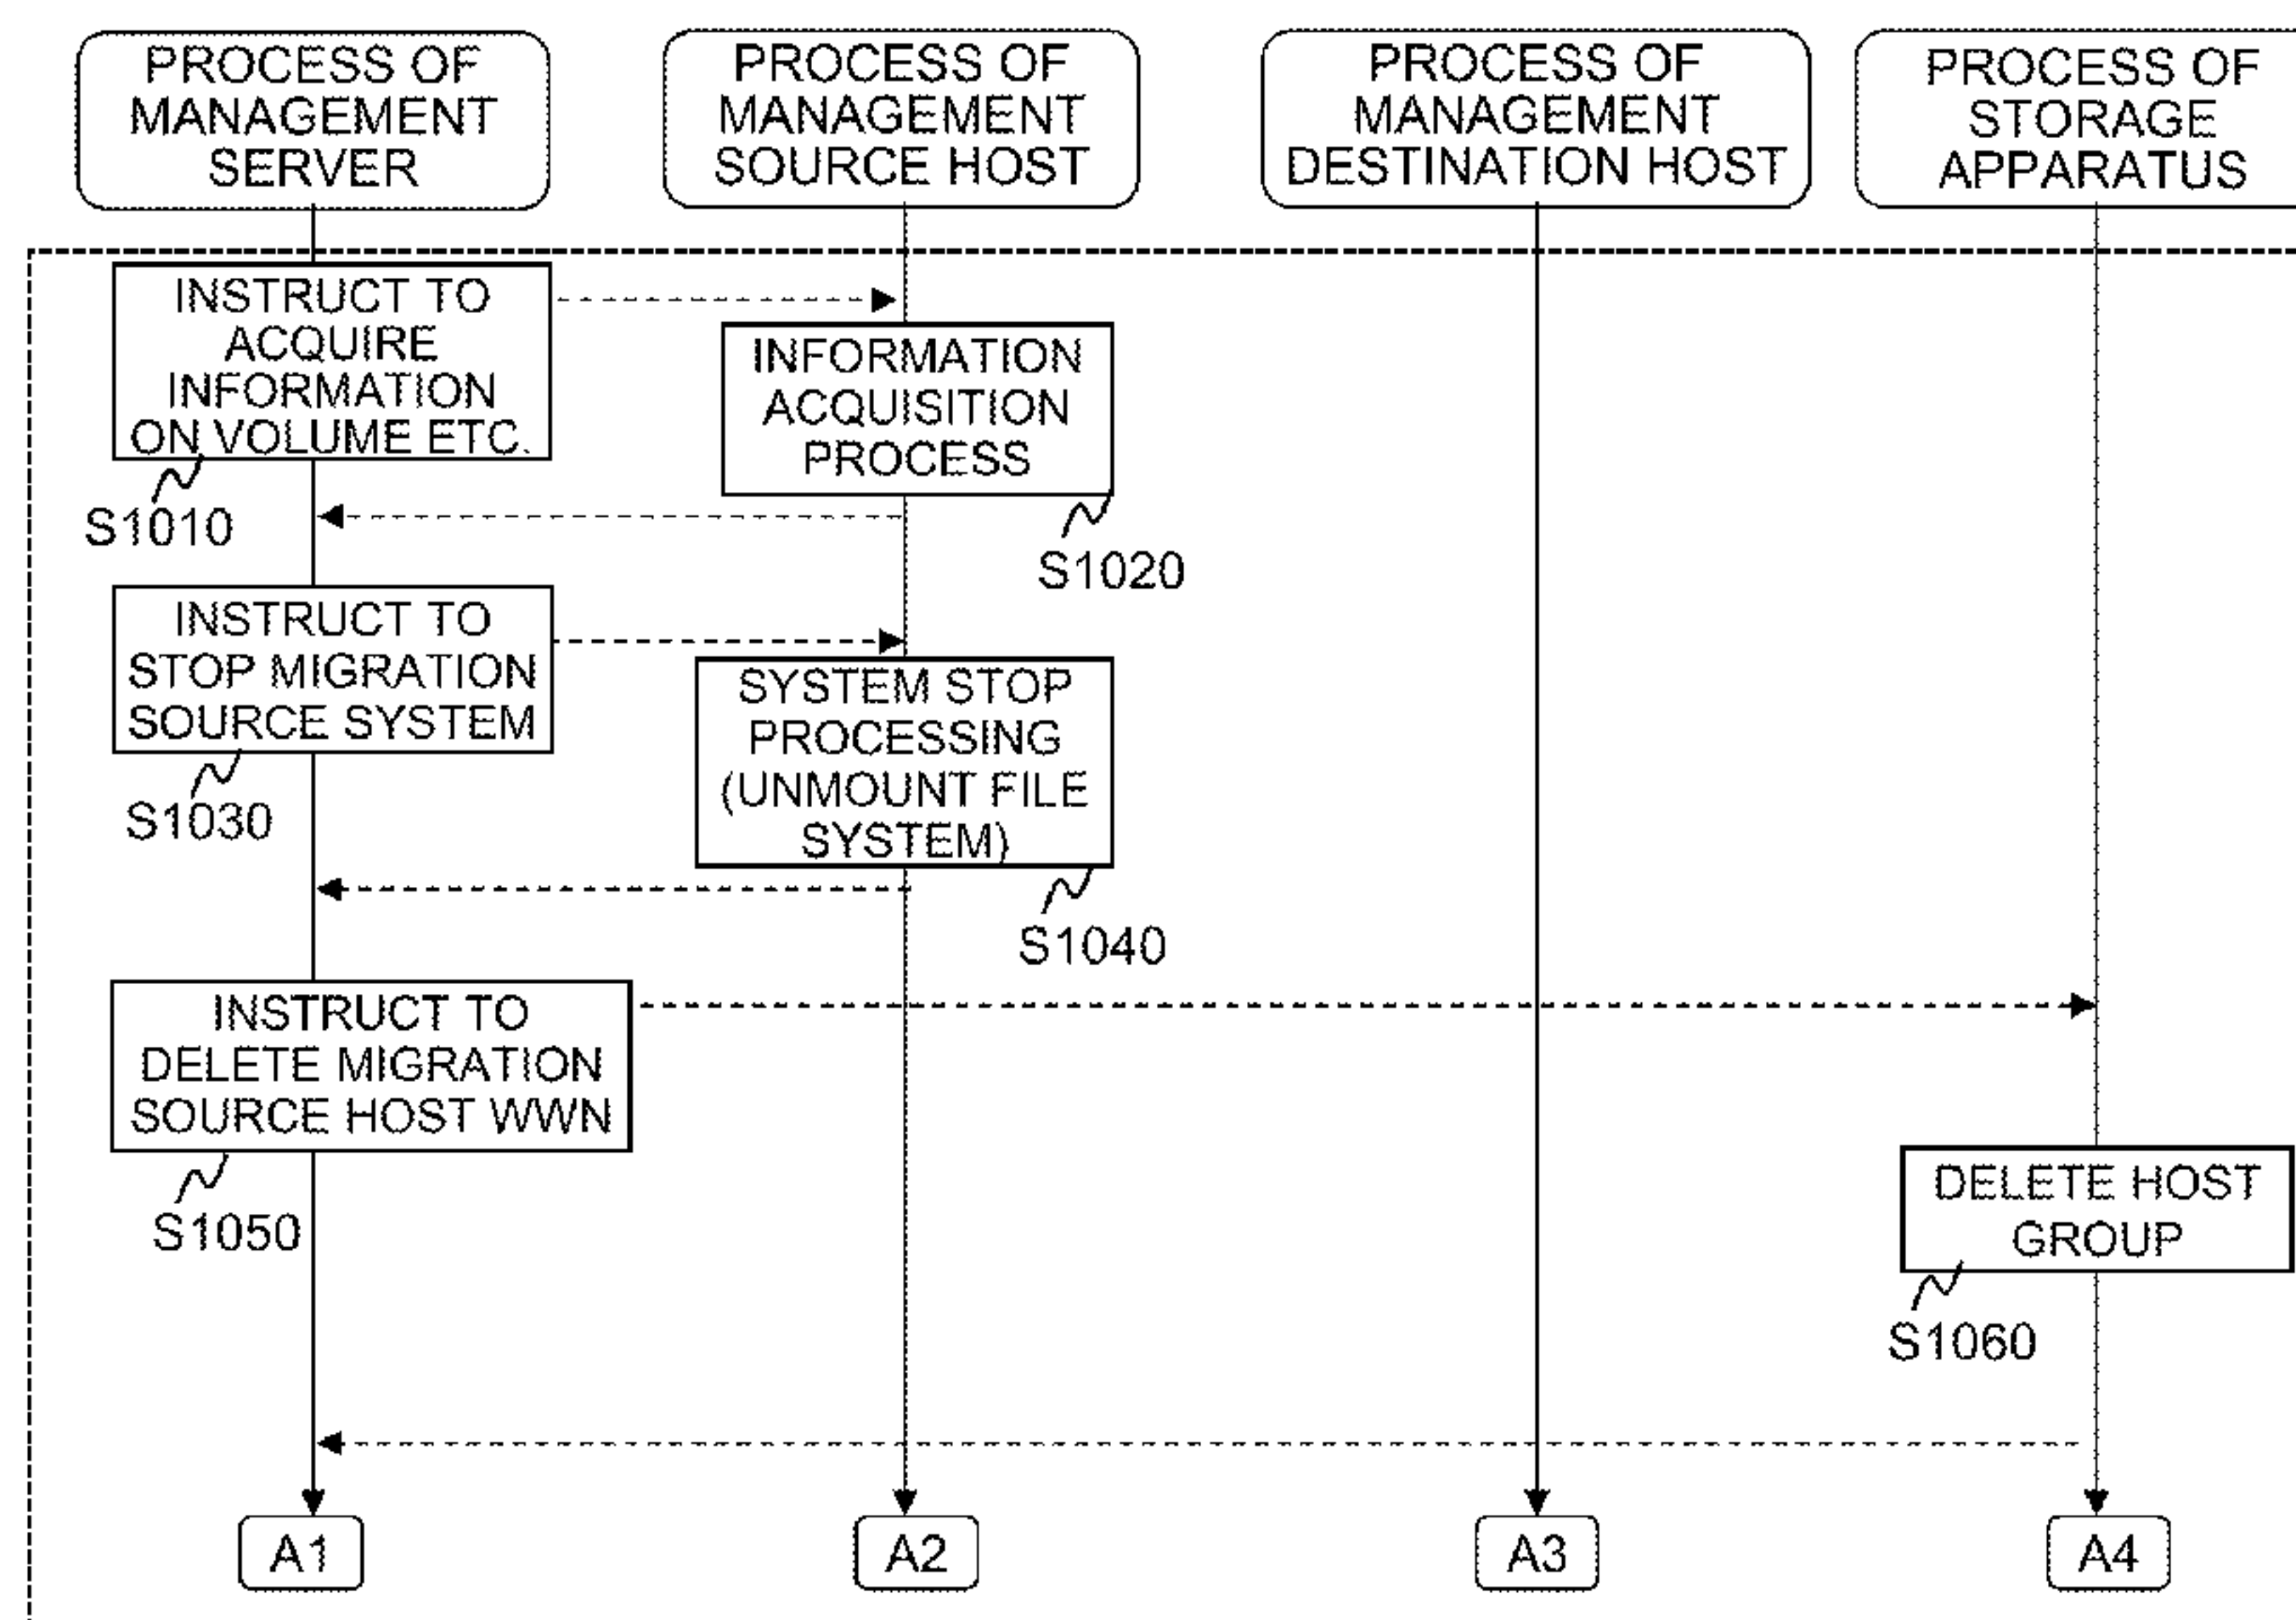 PROCESS OF
MANAGEMENT
SERVER
PROCESS OF
MANAGEMENT
SOURCE HOST
PROCESS OF
MANAGEMENT
DESTINATION HOST
PROCESS OF
STORAGE
APPARATUS
INSTRUCT TO
ACQUIRE
INFORMATION
ON VOLUME ETC.
S1010
INFORMATION
ACQUISITION
PROCESS
S1020
INSTRUCT TO
STOP MIGRATION
SOURCE SYSTEM
S1030
SYSTEM STOP
PROCESSING
(UNMOUNT FILE
SYSTEM)
S1040
INSTRUCT TO
DELETE MIGRATION
SOURCE HOST WWN
S1050
DELETE HOST
GROUP
S1060
A1
A2
A3
A4